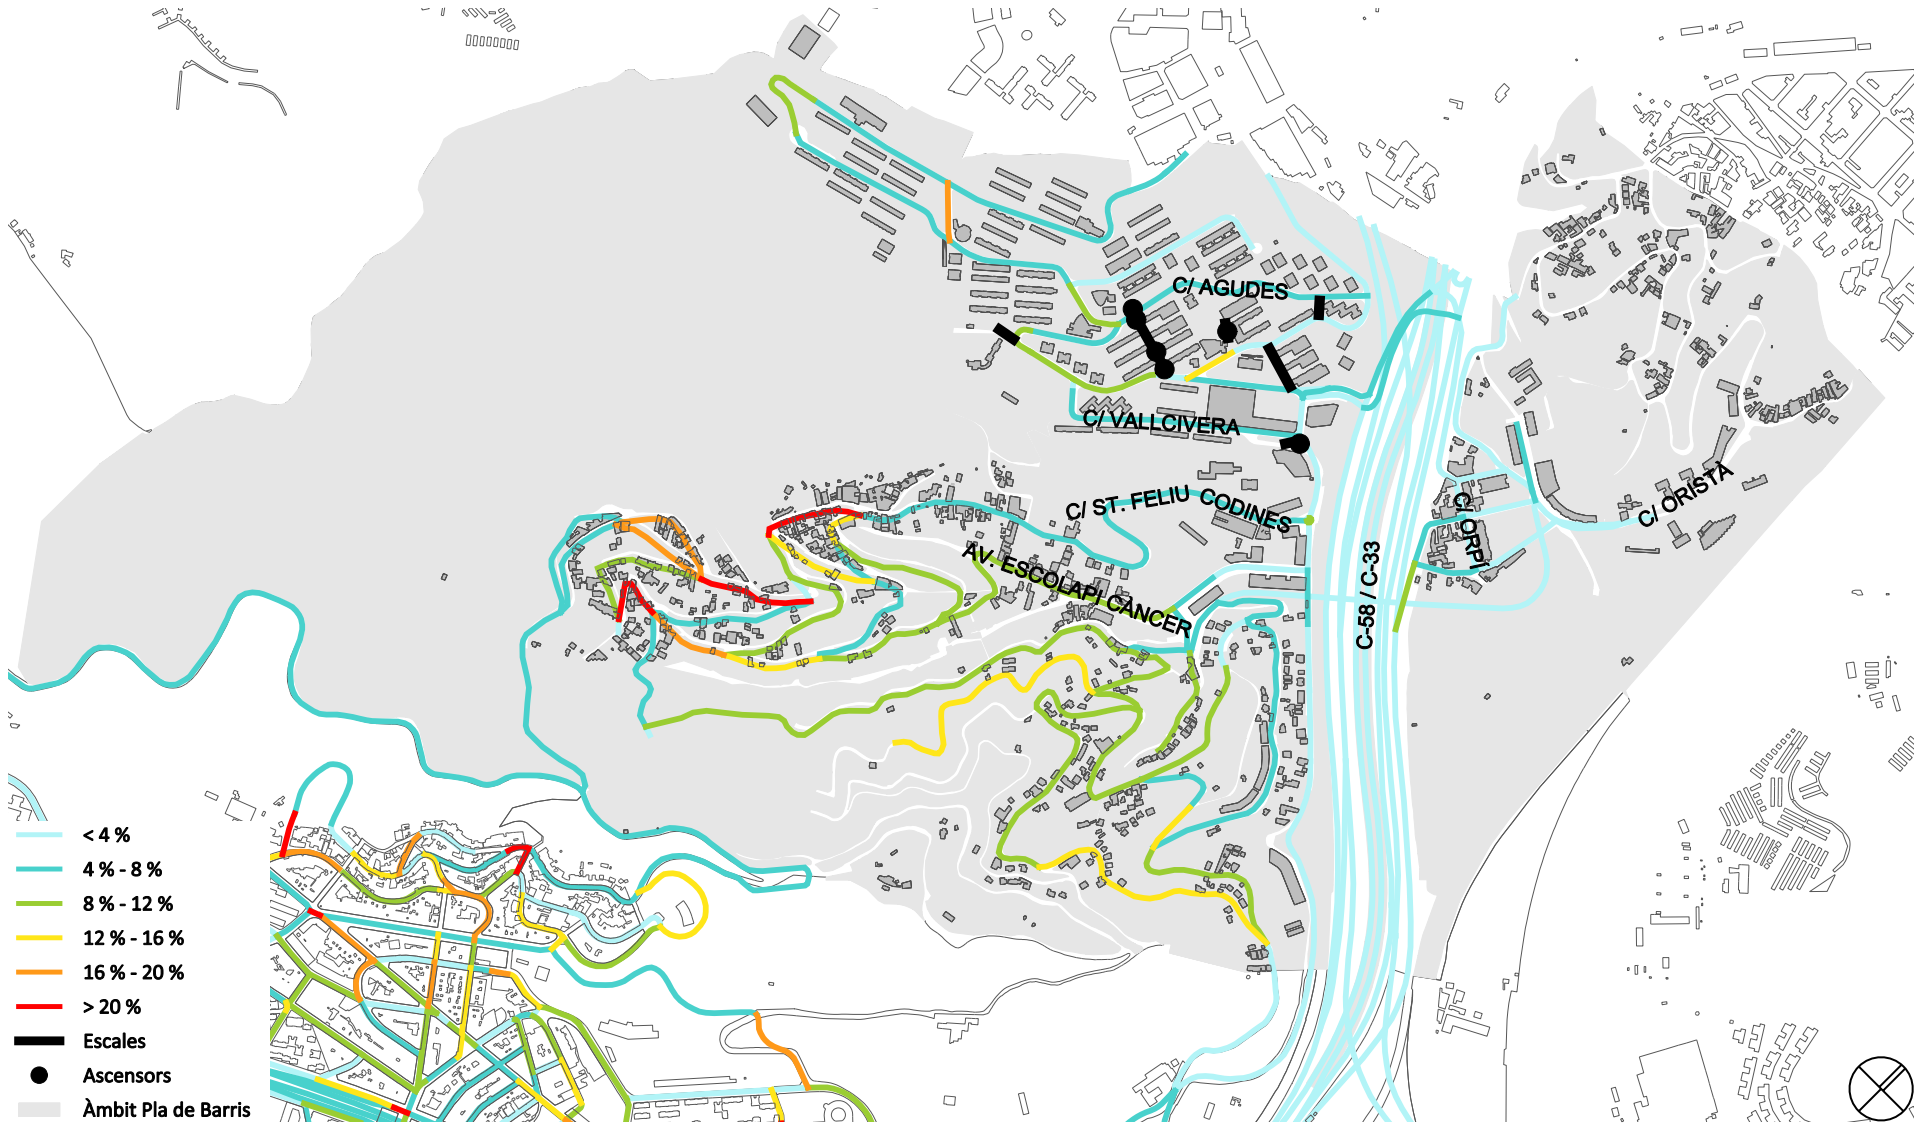 C/ AGUDES
C/ VALLCIVERA
C/ ST. FELIU CODINES
AV. ESCOLAPI CÀNCER
C-58 / C-33
C/ ORPÍ
C/ ORISTÀ
< 4 %
4 % - 8 %
8 % - 12 %
12 % - 16 %
16 % - 20 %
> 20 %
Escales
Ascensors
Àmbit Pla de Barris